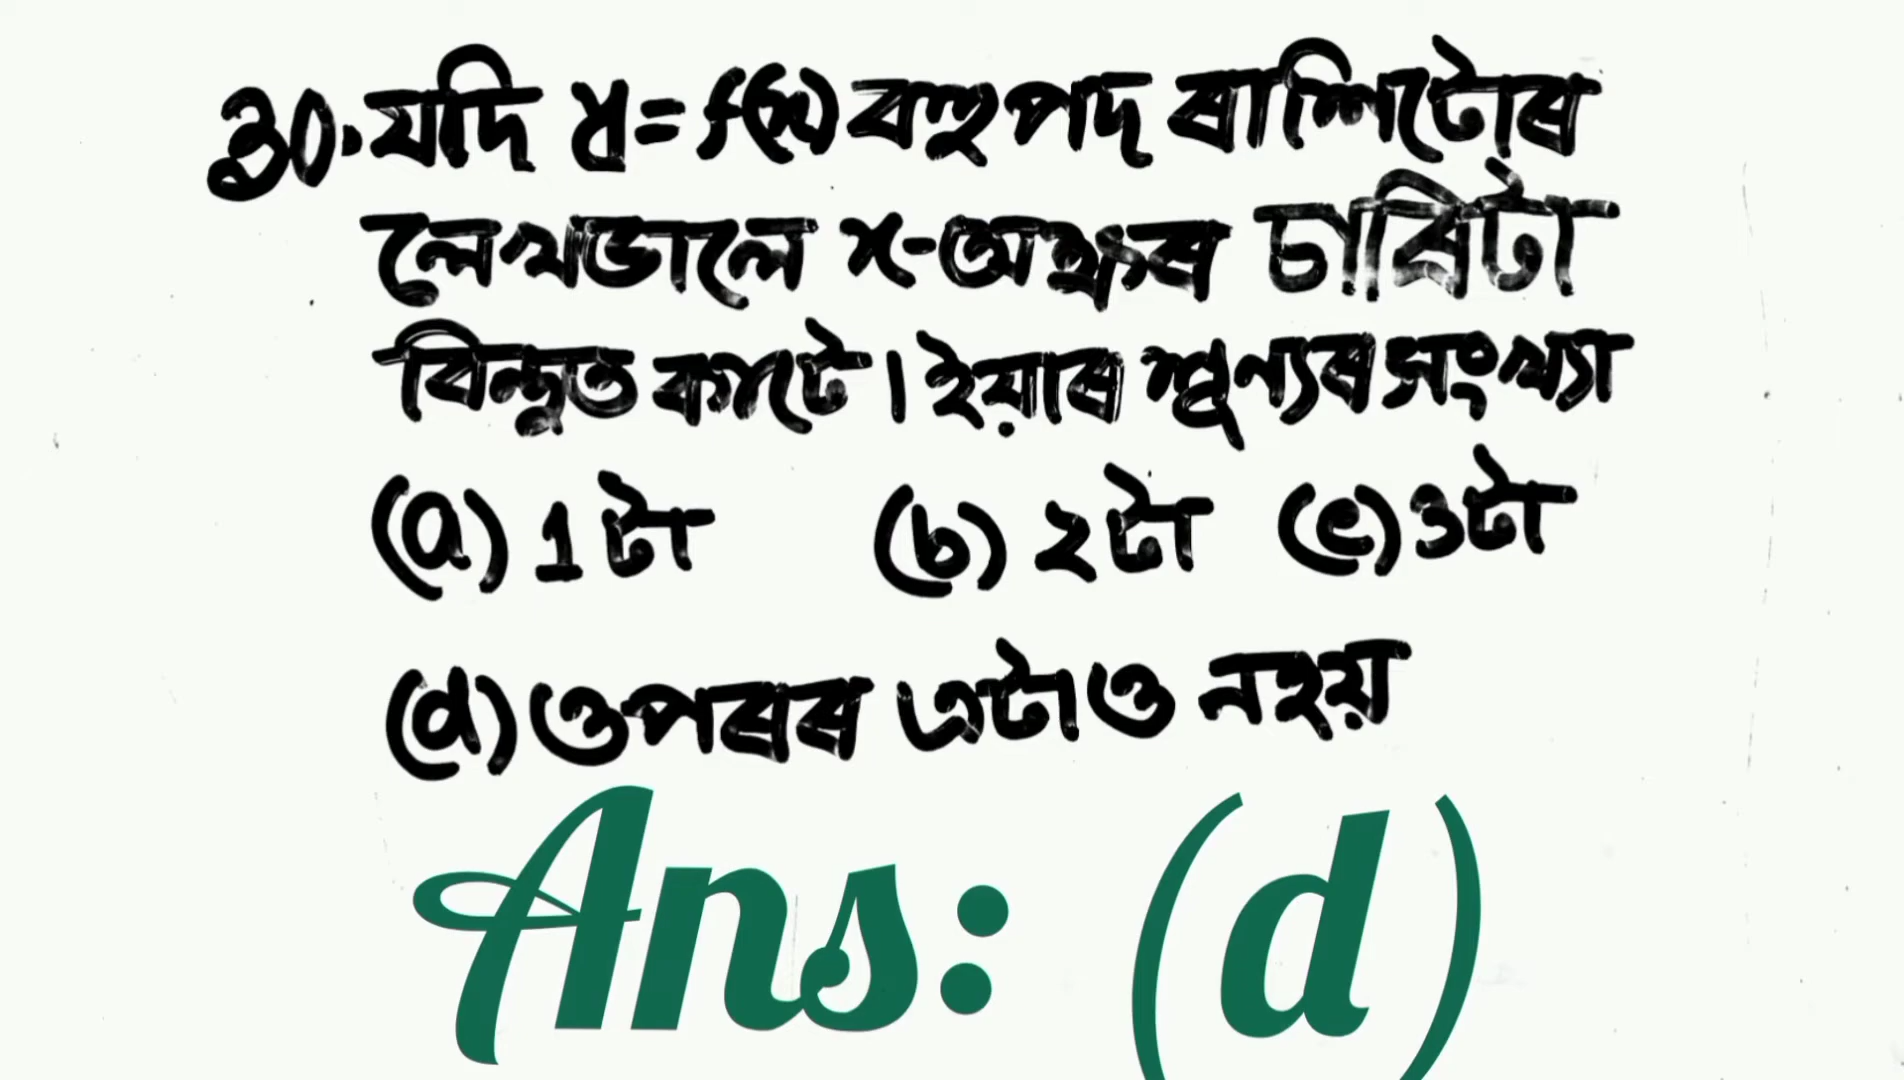 30. যদি y = f(x) বহুপদ ৰাশিটোৰ
লেখডালে x-অক্ষৰ চাৰিটা
বিন্দুত কাটে। ইয়াৰ শূণ্যৰ সংখ্যা
(a) 1 টা (b) 2 টা (c) 3 টা
(d) ওপৰৰ এটাও নহয়
Ans: (d)